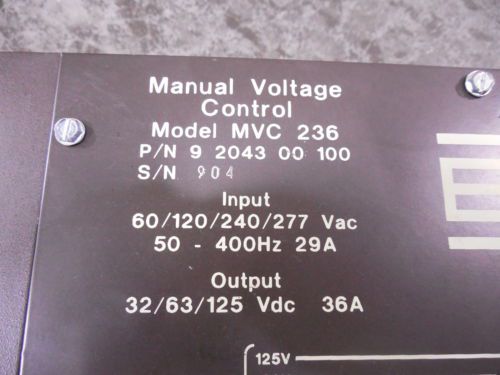 Manual Voltage
Control
Model MVC 236
P/N 9 2043 00 100
S/N 904
Input
60/120/240/277 Vac
50 - 400Hz 29A
Output
32/63/125 Vdc 36A
125V